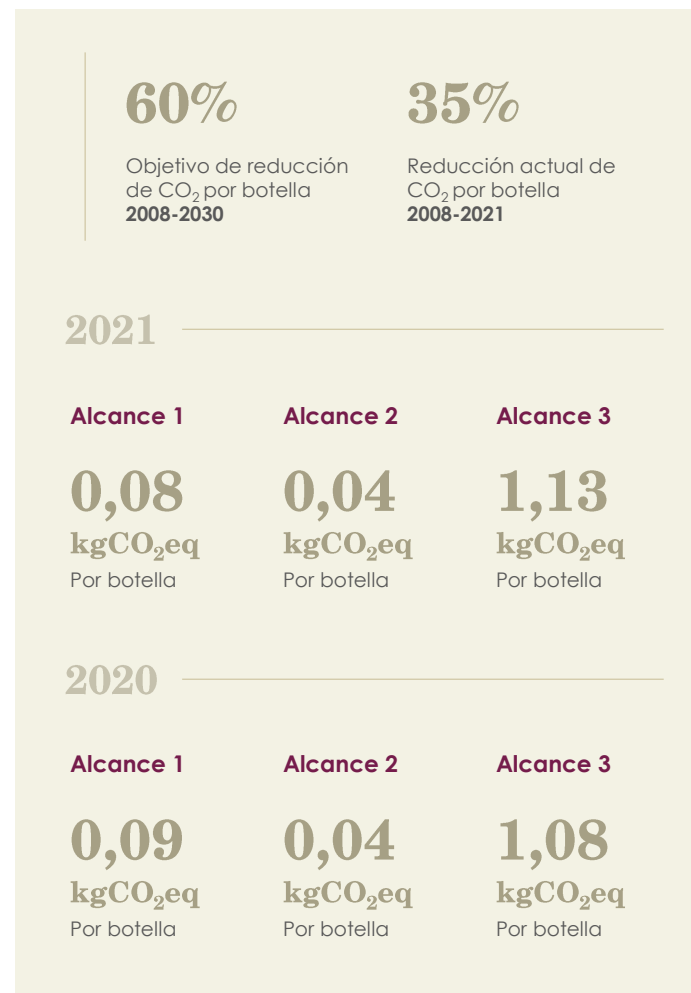 60%
35%
Objetivo de reducción
de CO₂ por botella
2008-2030
Reducción actual de
CO₂ por botella
2008-2021
2021
Alcance 1
Alcance 2
Alcance 3
0,08
0,04
1,13
kgCO₂eq
kgCO₂eq
kgCO₂eq
Por botella
Por botella
Por botella
2020
Alcance 1
Alcance 2
Alcance 3
0,09
0,04
1,08
kgCO₂eq
kgCO₂eq
kgCO₂eq
Por botella
Por botella
Por botella